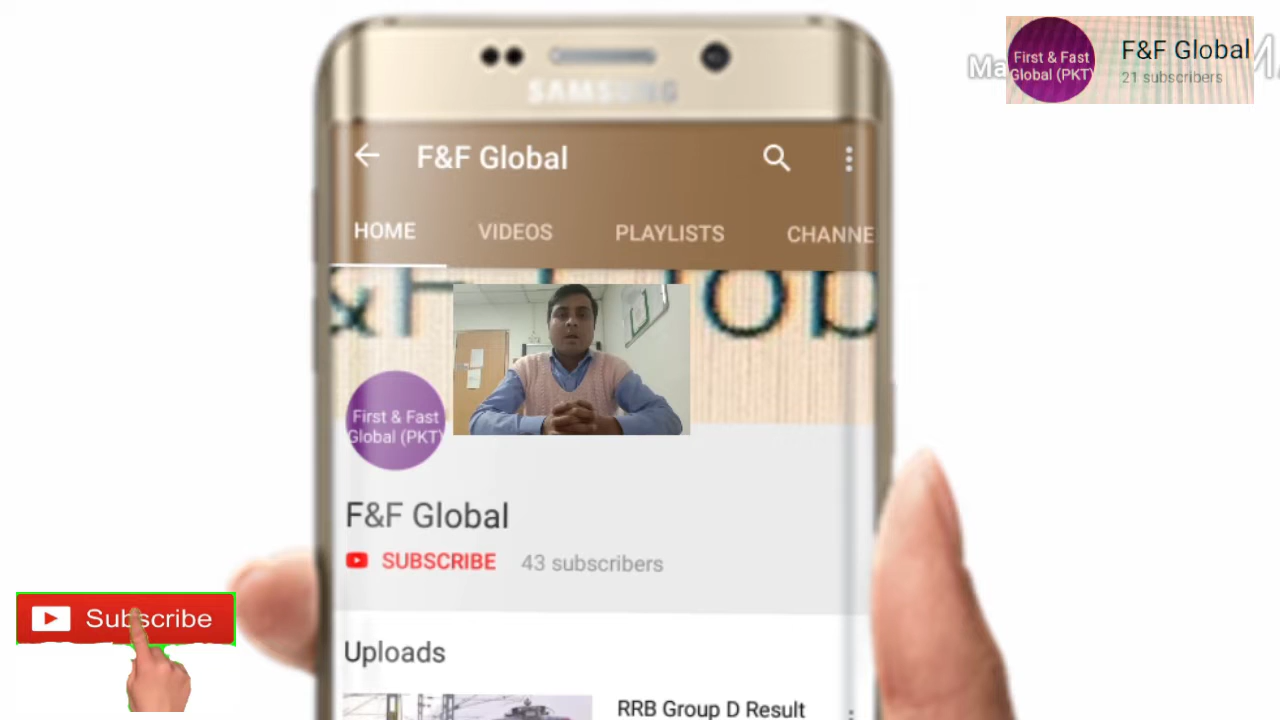 SAMSUNG
First & Fast
Global (PKT)
F&F Global
21 subscribers
Ma
F&F Global
HOME
VIDEOS
PLAYLISTS
CHANNE
First & Fast
Global (PKT)
F&F Global
SUBSCRIBE 43 subscribers
Subscribe
Uploads
RRB Group D Result